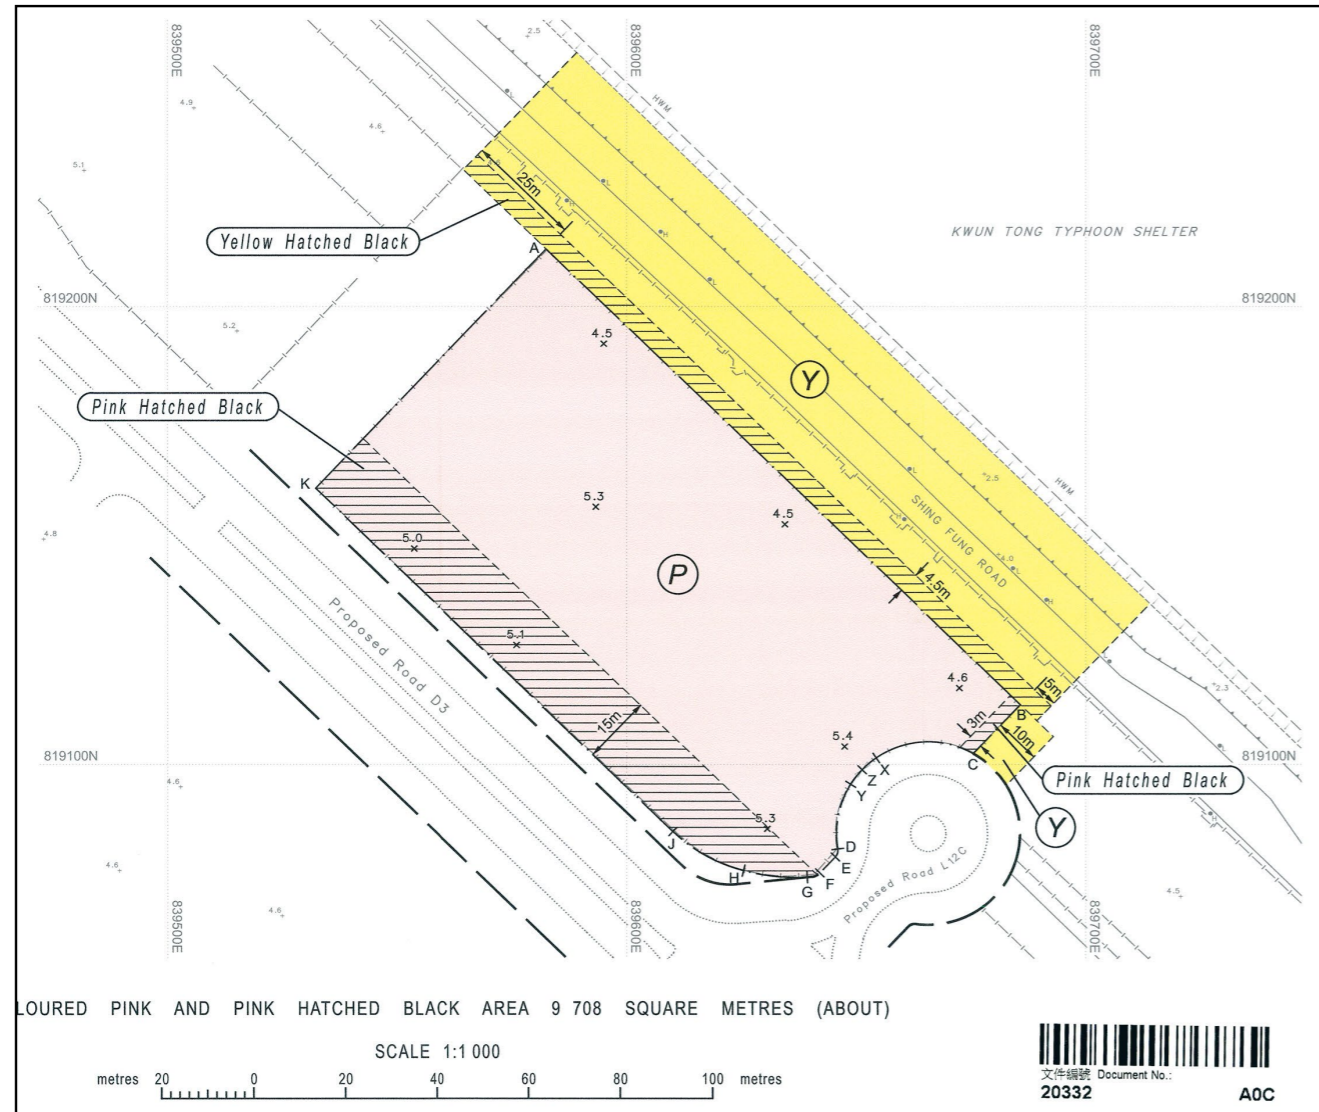 839500E
839600E
839700E
2.5
4.9
4.6
5.1
HWM
25m
Yellow Hatched Black
KWUN TONG TYPHOON SHELTER
A
819200N
819200N
5.2
4.5
Y
Pink Hatched Black
K
5.3
4.5
2.5
HWM
SHING FUNG ROAD
4.8
5.0
P
4.5m
Proposed Road D3
5.1
4.6
2.3
5m
B
15m
3m
10m
5.4
C
819100N
819100N
X
Z
Y
Pink Hatched Black
4.6
5.3
Y
J
D
E
4.6
H
G
F
Proposed Road L12C
4.5
4.6
839500E
839600E
839700E
LOURED PINK AND PINK HATCHED BLACK AREA 9 708 SQUARE METRES (ABOUT)
SCALE 1:1 000
metres 20 0 20 40 60 80 100 metres
文件編號 Document No.:
20332 A0C